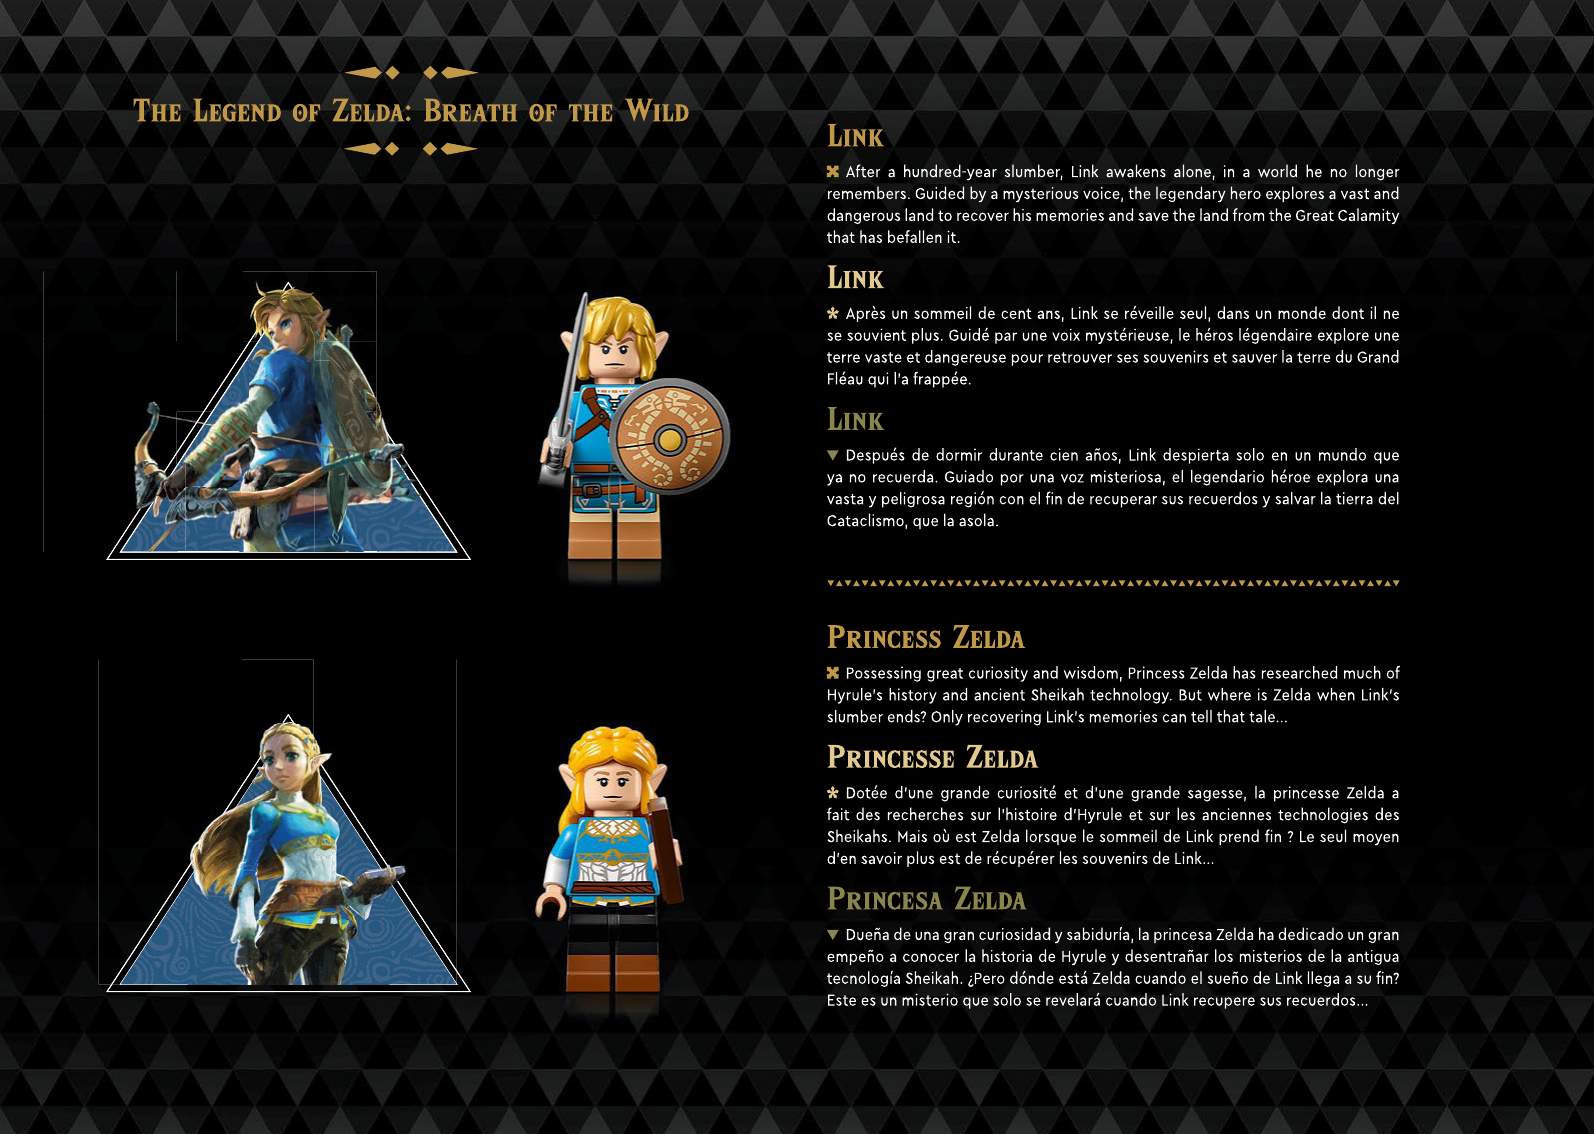 The Legend of Zelda: Breath of the Wild
Link
After a hundred-year slumber, Link awakens alone, in a world he no longer
remembers. Guided by a mysterious voice, the legendary hero explores a vast and
dangerous land to recover his memories and save the land from the Great Calamity
that has befallen it.
Link
Après un sommeil de cent ans, Link se réveille seul, dans un monde dont il ne
se souvient plus. Guidé par une voix mystérieuse, le héros légendaire explore une
terre vaste et dangereuse pour retrouver ses souvenirs et sauver la terre du Grand
Fléau qui l'a frappée.
Link
Después de dormir durante cien años, Link despierta solo en un mundo que
ya no recuerda. Guiado por una voz misteriosa, el legendario héroe explora una
vasta y peligrosa región con el fin de recuperar sus recuerdos y salvar la tierra del
Cataclismo, que la asola.
Princess Zelda
Possessing great curiosity and wisdom, Princess Zelda has researched much of
Hyrule's history and ancient Sheikah technology. But where is Zelda when Link's
slumber ends? Only recovering Link's memories can tell that tale...
Princesse Zelda
Dotée d'une grande curiosité et d'une grande sagesse, la princesse Zelda a
fait des recherches sur l'histoire d'Hyrule et sur les anciennes technologies des
Sheikahs. Mais où est Zelda lorsque le sommeil de Link prend fin ? Le seul moyen
d'en savoir plus est de récupérer les souvenirs de Link...
Princesa Zelda
Dueña de una gran curiosidad y sabiduría, la princesa Zelda ha dedicado un gran
empeño a conocer la historia de Hyrule y desentrañar los misterios de la antigua
tecnología Sheikah. ¿Pero dónde está Zelda cuando el sueño de Link llega a su fin?
Este es un misterio que solo se revelará cuando Link recupere sus recuerdos...